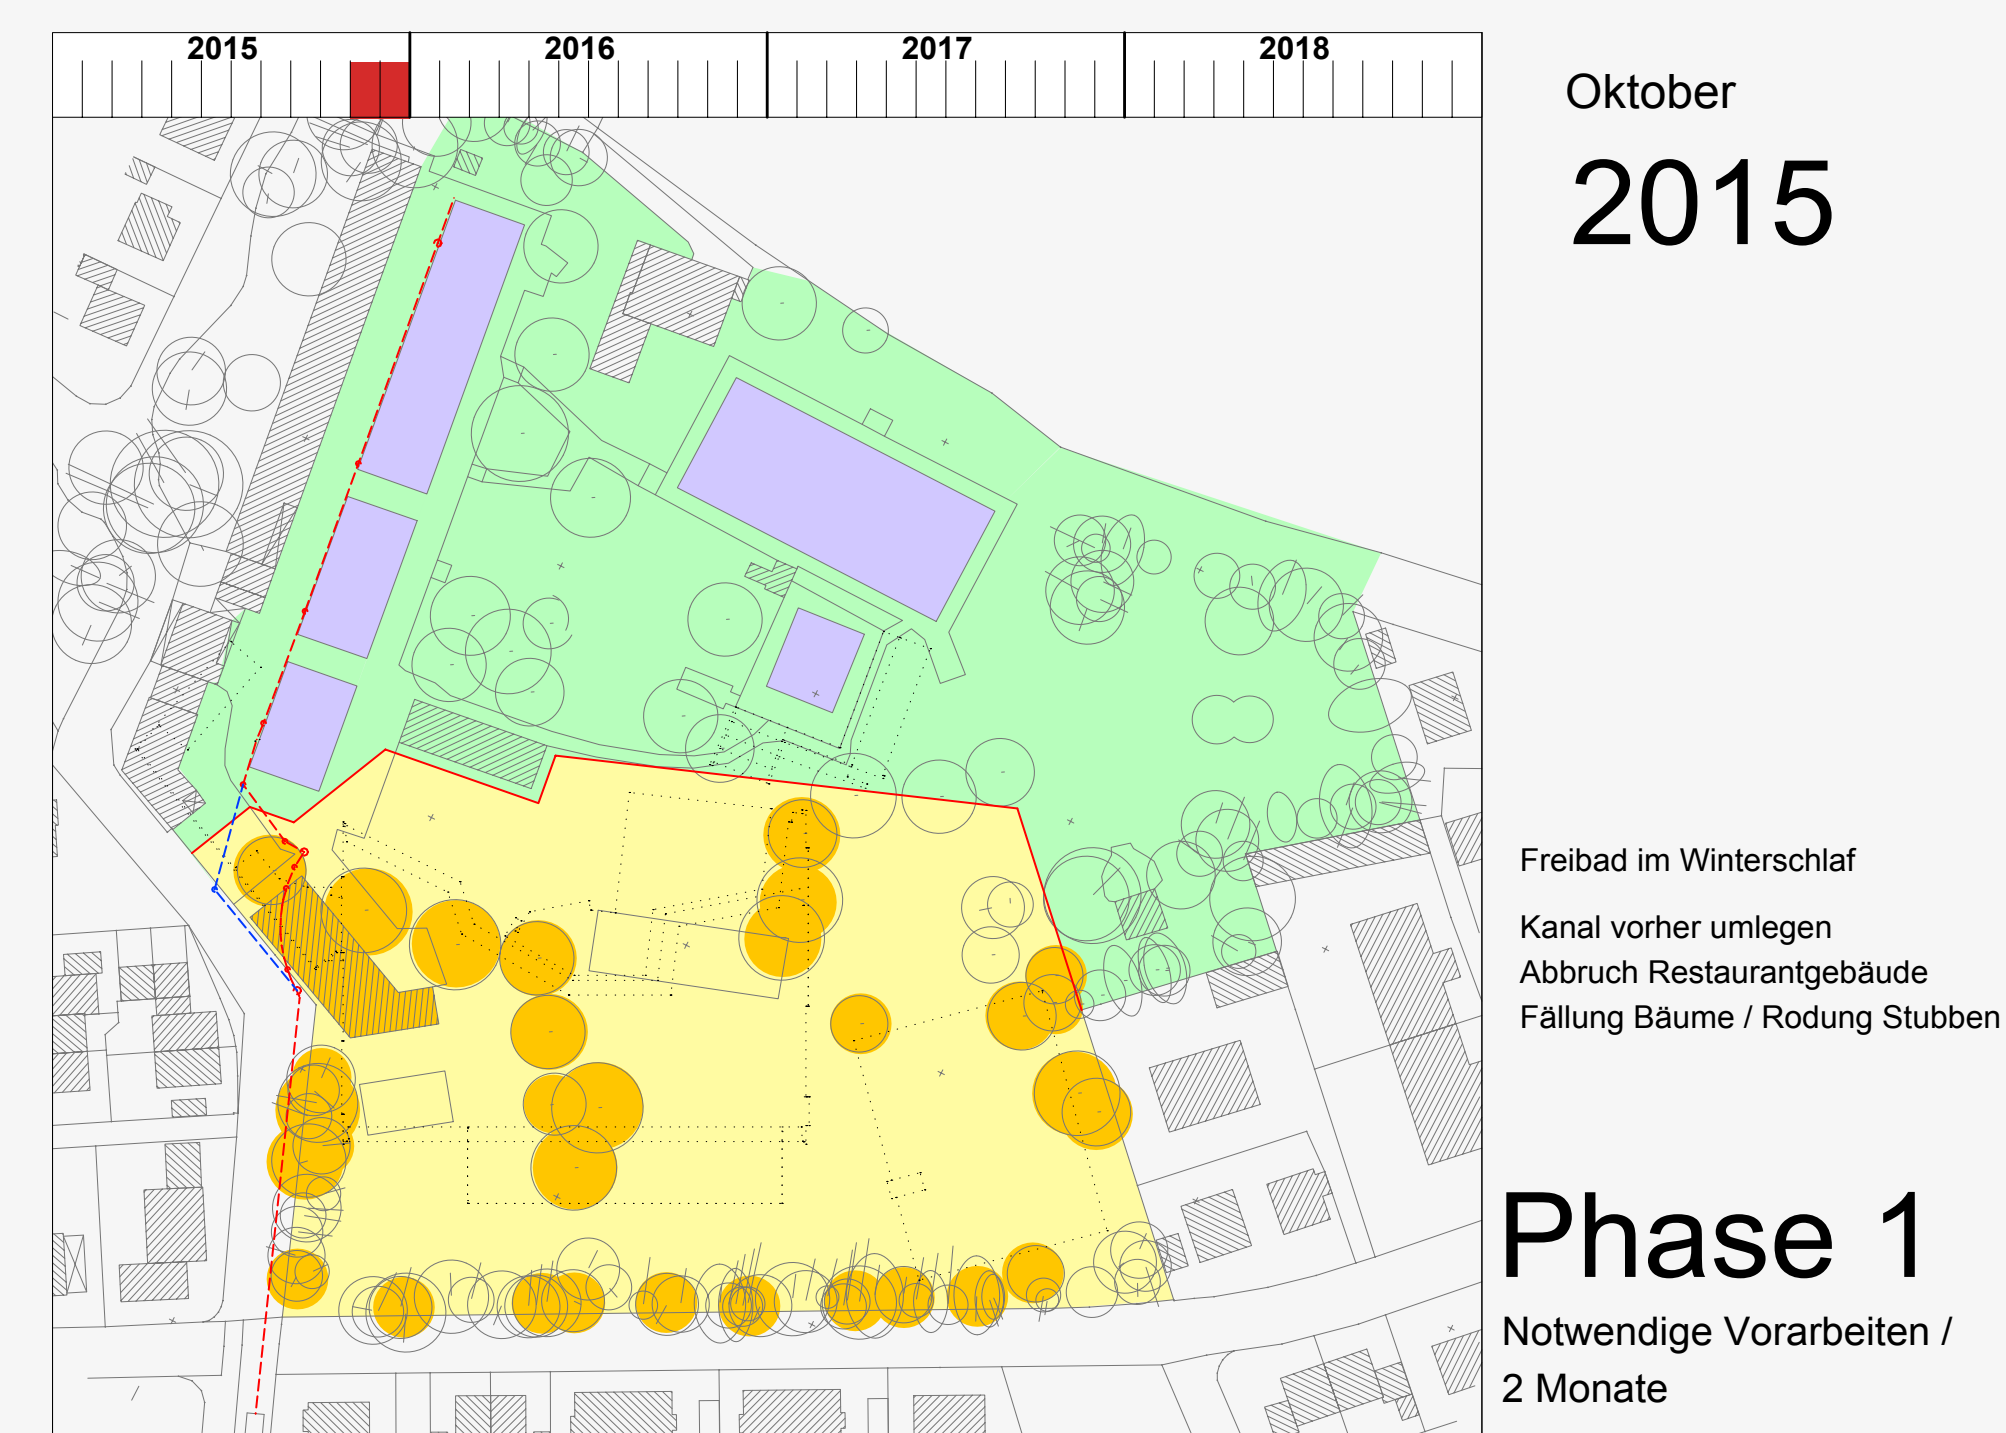 2015 2016 2017 2018
Oktober
2015
Freibad im Winterschlaf
Kanal vorher umlegen
Abbruch Restaurantgebäude
Fällung Bäume / Rodung Stubben
Phase 1
Notwendige Vorarbeiten /
2 Monate